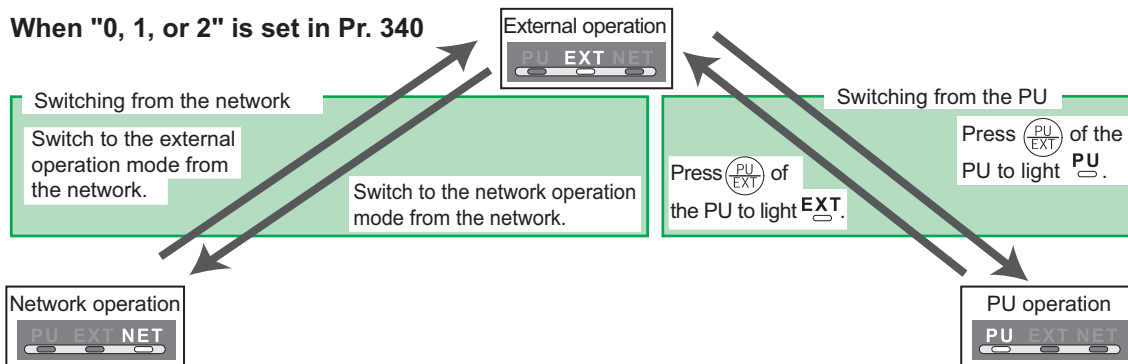 When "0, 1, or 2" is set in Pr. 340
External operation
PU EXT NET
Switching from the network
Switch to the external
operation mode from
the network.
Switch to the network operation
mode from the network.
Switching from the PU
Press PU/EXT of the
PU to light PU.
Press PU/EXT of
the PU to light EXT.
Network operation
PU EXT NET
PU operation
PU EXT NET